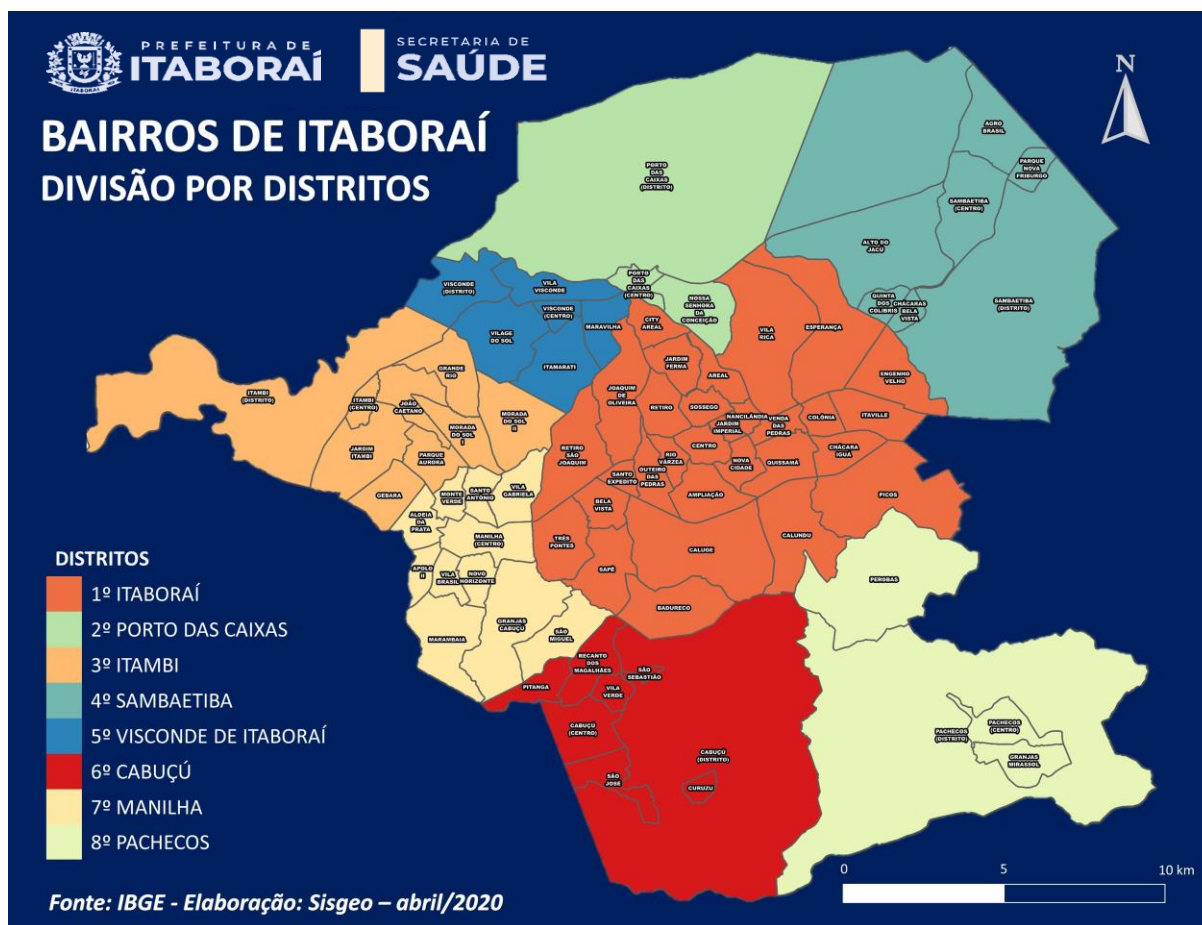 PREFEITURA DE
ITABORAÍ
ITABORAÍ
SECRETARIA DE
SAÚDE
BAIRROS DE ITABORAÍ
DIVISÃO POR DISTRITOS
N
AGRO
BRASIL
PARQUE
NOVA
FRIBURGO
PORTO
DAS
CAIXAS
(DISTRITO)
SAMBAETIBA
(CENTRO)
ALTO DO
JACÚ
VISCONDE
(DISTRITO)
VILA
VISCONDE
PORTO
DAS
CAIXAS
(CENTRO)
NOSSA
SENHORA
DA
CONCEIÇÃO
QUINTA
DOS
COLIBRIS
CHÁCARAS
BELA
VISTA
SAMBAETIBA
(DISTRITO)
VISCONDE
(CENTRO)
MARAVILHA
CITY
AREAL
VILA
RICA
ESPERANÇA
VILAGE
DO SOL
ITAMARATI
JARDIM
FERMA
AREAL
ENGENHO
VELHO
GRANDE
RIO
ITAMBI
(DISTRITO)
ITAMBI
(CENTRO)
JOÃO
CAETANO
MORADA
DO SOL
II
JOAQUIM
DE
OLIVEIRA
RETIRO
SOSSEGO
NANCILÂNDIA
JARDIM
IMPERIAL
VENDA
DAS
PEDRAS
COLÔNIA
ITAVILLE
MORADA
DO SOL
I
JARDIM
ITAMBI
PARQUE
AURORA
RETIRO
SÃO
JOAQUIM
CENTRO
RIO
VÁRZEA
NOVA
CIDADE
QUISSAMÃ
CHÁCARA
IGUÁ
GEBARA
MONTE
VERDE
SANTO
ANTÔNIO
VILA
GABRIELA
SANTO
EXPEDITO
OUTEIRO
DAS
PEDRAS
AMPLIAÇÃO
PICOS
ALDEIA
DA
PRATA
BELA
VISTA
MANILHA
(CENTRO)
TRÊS
PONTES
CALUGE
CALUNDU
APOLO
II
VILA
BRASIL
NOVO
HORIZONTE
SAPÊ
PEROBAS
BADURECO
MARAMBAIA
GRANJAS
CABUÇÚ
SÃO
MIGUEL
RECANTO
DOS
MAGALHÃES
SÃO
SEBASTIÃO
PITANGA
VILA
VERDE
CABUÇÚ
(CENTRO)
CABUÇÚ
(DISTRITO)
PACHECOS
(DISTRITO)
PACHECOS
(CENTRO)
GRANJAS
MIRASSOL
SÃO
JOSÉ
CURUZU
DISTRITOS
1º ITABORAÍ
2º PORTO DAS CAIXAS
3º ITAMBI
4º SAMBAETIBA
5º VISCONDE DE ITABORAÍ
6º CABUÇÚ
7º MANILHA
8º PACHECOS
0 5 10 km
Fonte: IBGE - Elaboração: Sisgeo – abril/2020